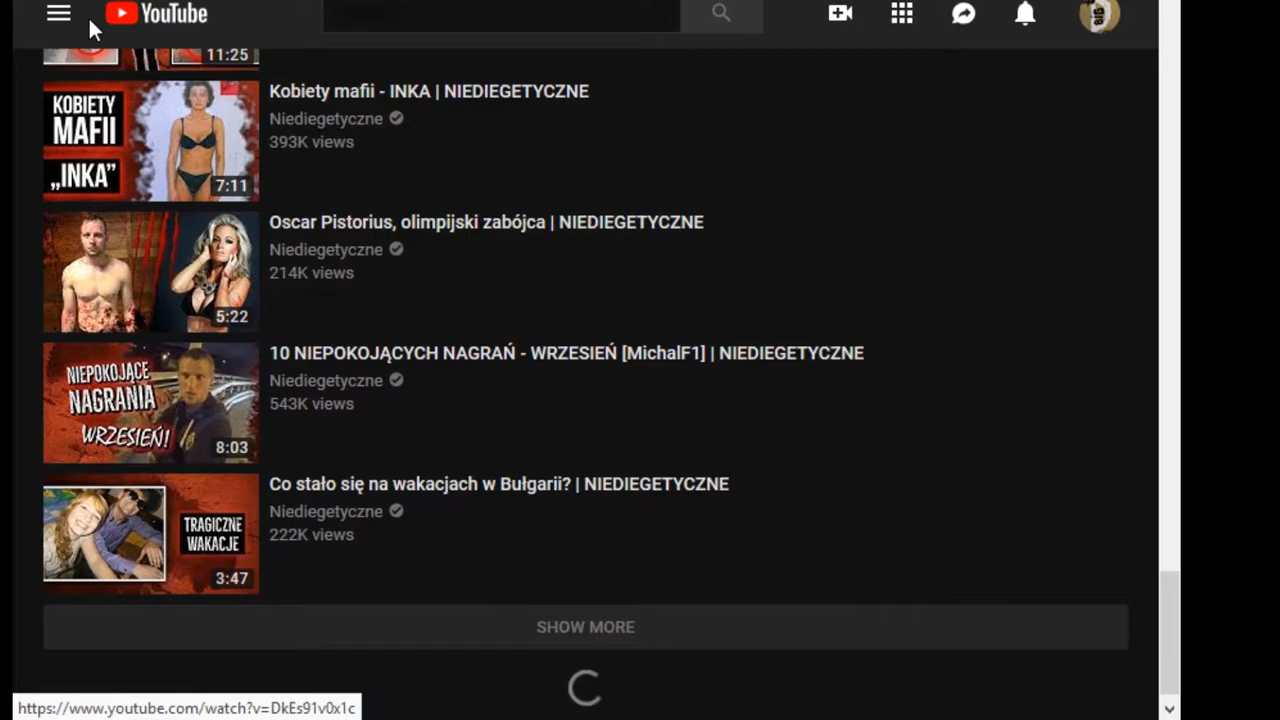 YouTube
11:25
KOBIETY
MAFII
„INKA”
7:11
Kobiety mafii - INKA | NIEDIEGETYCZNE
Niediegetyczne
393K views
5:22
Oscar Pistorius, olimpijski zabójca | NIEDIEGETYCZNE
Niediegetyczne
214K views
NIEPOKOJĄCE
NAGRANIA
WRZESIEŃ!
8:03
10 NIEPOKOJĄCYCH NAGRAŃ - WRZESIEŃ [MichalF1] | NIEDIEGETYCZNE
Niediegetyczne
543K views
TRAGICZNE
WAKACJE
3:47
Co stało się na wakacjach w Bułgarii? | NIEDIEGETYCZNE
Niediegetyczne
222K views
SHOW MORE
https://www.youtube.com/watch?v=DkEs91v0x1c